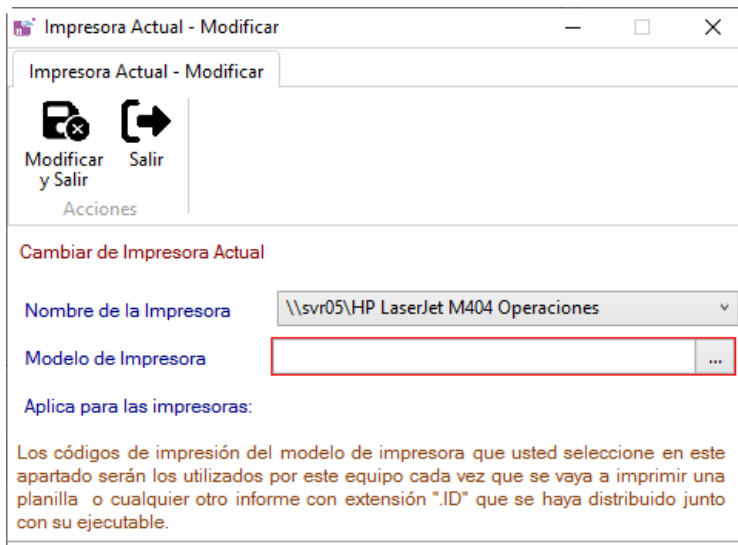 Impresora Actual - Modificar
Impresora Actual - Modificar
Modificar y Salir
Salir
Acciones
Cambiar de Impresora Actual
Nombre de la Impresora
\\svr05\HP LaserJet M404 Operaciones
Modelo de Impresora
...
Aplica para las impresoras:
Los códigos de impresión del modelo de impresora que usted seleccione en este
apartado serán los utilizados por este equipo cada vez que se vaya a imprimir una
planilla o cualquier otro informe con extensión ".ID" que se haya distribuido junto
con su ejecutable.